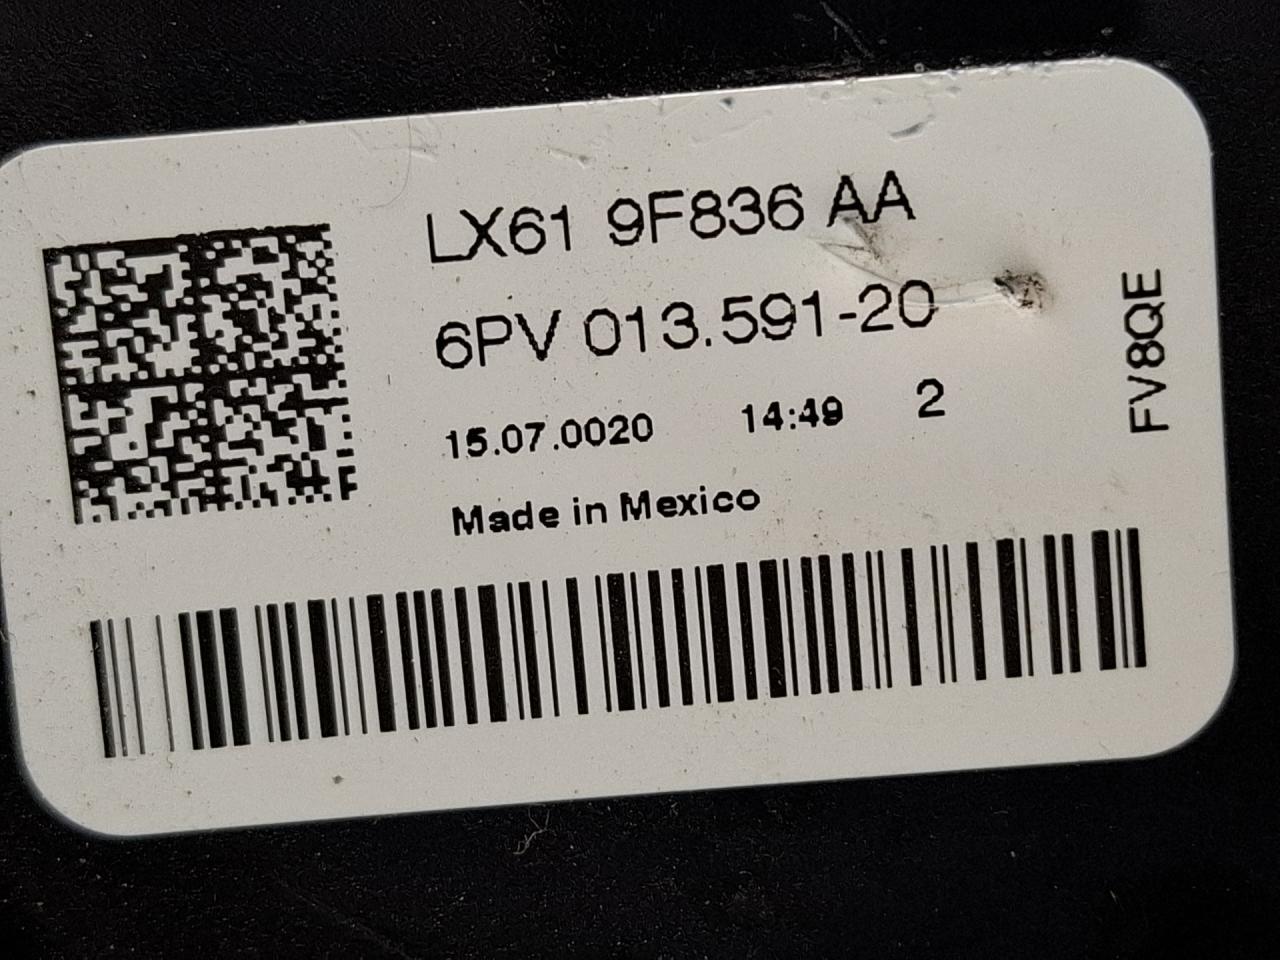 LX61 9F836 AA
6PV 013.591-20
15.07.0020 14:49 2
Made in Mexico
FV8QE